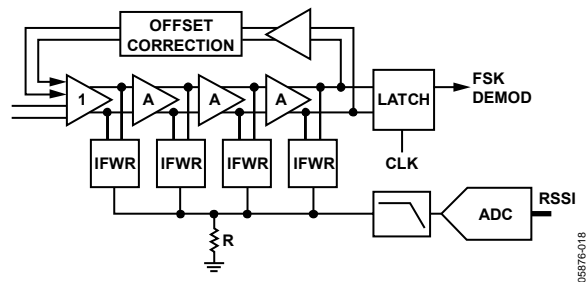 OFFSET
CORRECTION
1
A
A
A
LATCH
FSK
DEMOD
IFWR
IFWR
IFWR
IFWR
CLK
R
ADC
RSSI
05876-018